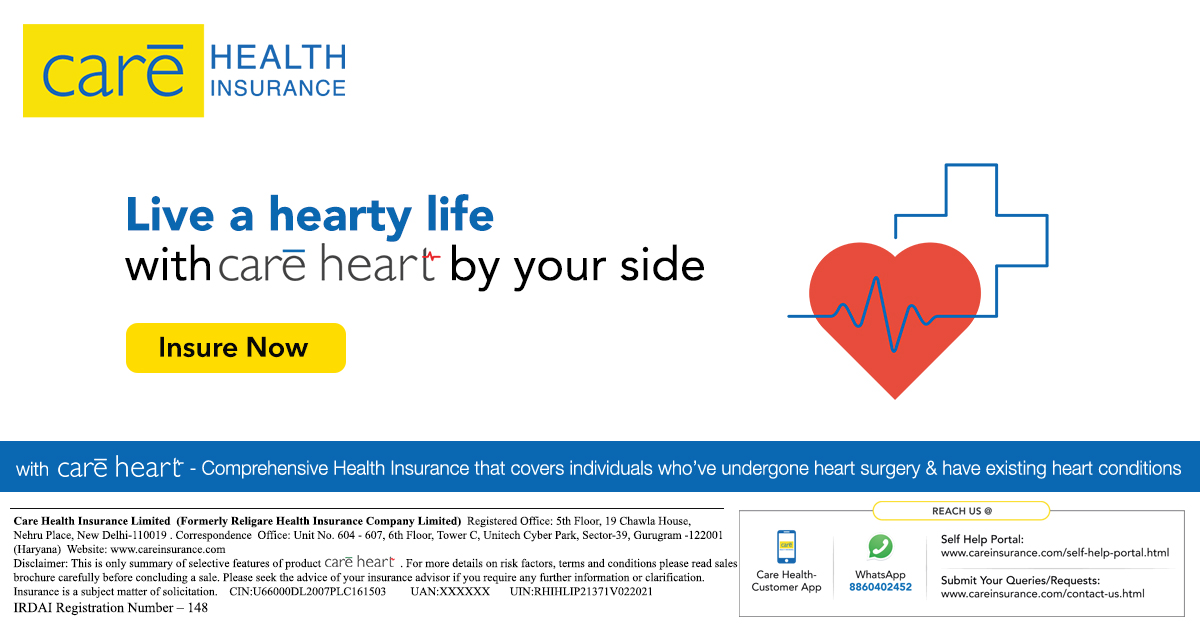 carē HEALTH
INSURANCE
Live a hearty life
with carē heart by your side
Insure Now
with carē heart - Comprehensive Health Insurance that covers individuals who've undergone heart surgery & have existing heart conditions
Care Health Insurance Limited (Formerly Religare Health Insurance Company Limited) Registered Office: 5th Floor, 19 Chawla House,
Nehru Place, New Delhi-110019 . Correspondence Office: Unit No. 604 - 607, 6th Floor, Tower C, Unitech Cyber Park, Sector-39, Gurugram -122001
(Haryana) Website: www.careinsurance.com
Disclaimer: This is only summary of selective features of product carē heart . For more details on risk factors, terms and conditions please read sales
brochure carefully before concluding a sale. Please seek the advice of your insurance advisor if you require any further information or clarification.
Insurance is a subject matter of solicitation. CIN:U66000DL2007PLC161503 UAN:XXXXXX UIN:RHIHLIP21371V022021
IRDAI Registration Number – 148
REACH US @
carē
Care Health-
Customer App
WhatsApp
8860402452
Self Help Portal:
www.careinsurance.com/self-help-portal.html
Submit Your Queries/Requests:
www.careinsurance.com/contact-us.html